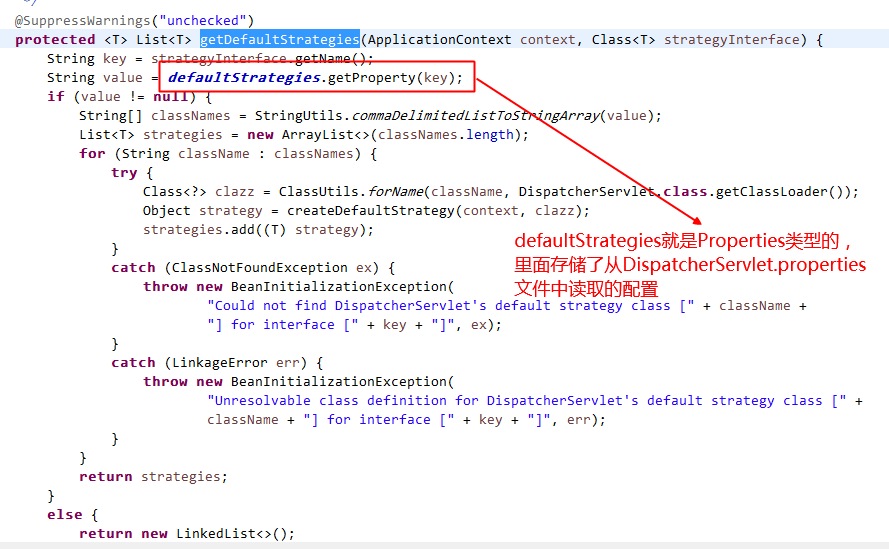 */
@SuppressWarnings("unchecked")
protected <T> List<T> getDefaultStrategies(ApplicationContext context, Class<T> strategyInterface) {
String key = strategyInterface.getName();
String value = defaultStrategies.getProperty(key);
if (value != null) {
String[] classNames = StringUtils.commaDelimitedListToStringArray(value);
List<T> strategies = new ArrayList<>(classNames.length);
for (String className : classNames) {
try {
Class<?> clazz = ClassUtils.forName(className, DispatcherServlet.class.getClassLoader());
Object strategy = createDefaultStrategy(context, clazz);
strategies.add((T) strategy);
}
catch (ClassNotFoundException ex) {
throw new BeanInitializationException(
"Could not find DispatcherServlet's default strategy class [" + className +
"] for interface [" + key + "]", ex);
}
catch (LinkageError err) {
throw new BeanInitializationException(
"Unresolvable class definition for DispatcherServlet's default strategy class [" +
className + "] for interface [" + key + "]", err);
}
}
return strategies;
}
else {
return new LinkedList<>();
defaultStrategies就是Properties类型的，
里面存储了从DispatcherServlet.properties
文件中读取的配置